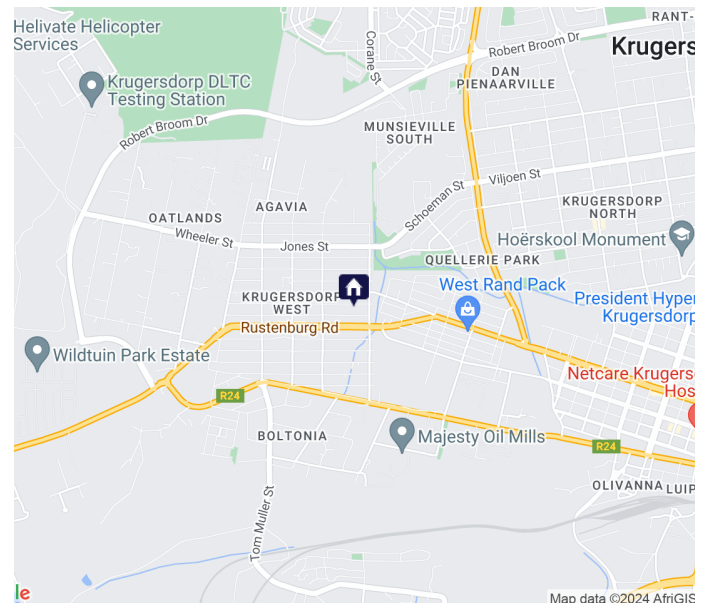 RANT-
Helivate Helicopter
Services
Corane St
Robert Broom Dr
Krugers
DAN
PIENAARVILLE
Krugersdorp DLTC
Testing Station
Robert Broom Dr
MUNSIEVILLE
SOUTH
Viljoen St
Schoeman St
KRUGERSDORP
NORTH
AGAVIA
OATLANDS
Wheeler St
Jones St
Hoërskool Monument
QUELLERIE PARK
West Rand Pack
KRUGERSDORP
WEST
President Hyper
Krugersdorp
Rustenburg Rd
Wildtuin Park Estate
Netcare Krugers
Hos
R24
BOLTONIA
Majesty Oil Mills
R24
OLIVANNA
LUIP
Tom Muller St
le
Map data ©2024 AfriGIS